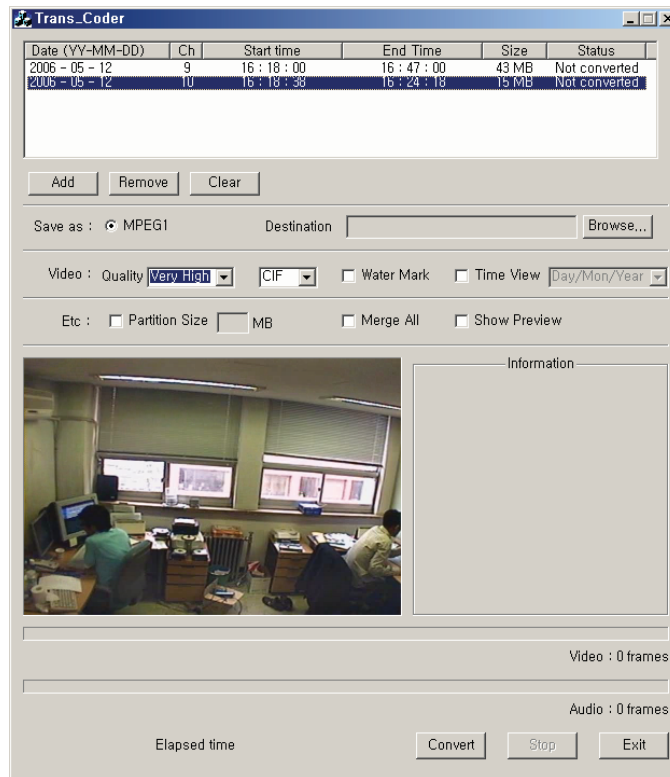 Trans_Coder
Date (YY-MM-DD) Ch Start time End Time Size Status
2006 - 05 - 12 9 16 : 18 : 00 16 : 47 : 00 43 MB Not converted
2006 - 05 - 12 10 16 : 18 : 38 16 : 24 : 18 15 MB Not converted
Add Remove Clear
Save as : MPEG1 Destination Browse...
Video : Quality Very High CIF Water Mark Time View Day/Mon/Year
Etc : Partition Size MB Merge All Show Preview
Information
Video : 0 frames
Audio : 0 frames
Elapsed time Convert Stop Exit